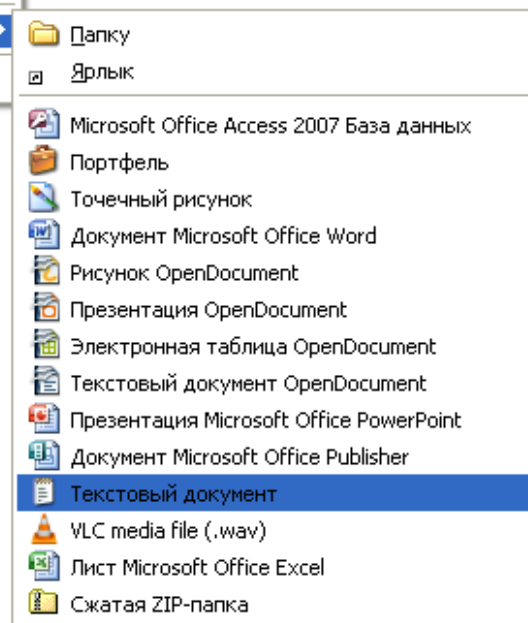 Папку
Ярлык
Microsoft Office Access 2007 База данных
Портфель
Точечный рисунок
Документ Microsoft Office Word
Рисунок OpenDocument
Презентация OpenDocument
Электронная таблица OpenDocument
Текстовый документ OpenDocument
Презентация Microsoft Office PowerPoint
Документ Microsoft Office Publisher
Текстовый документ
VLC media file (.wav)
Лист Microsoft Office Excel
Сжатая ZIP-папка